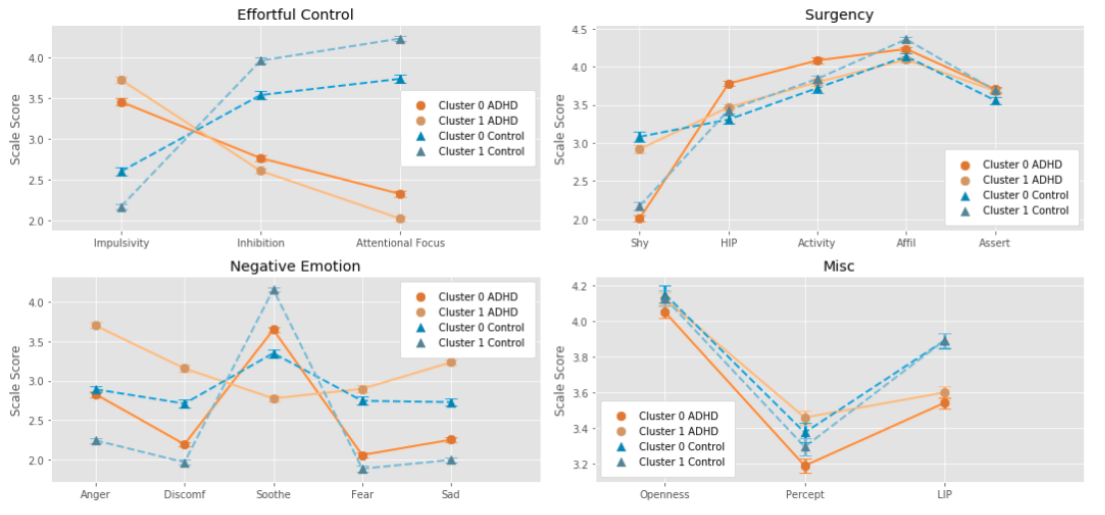 Effortful Control
Scale Score
4.0
3.5
3.0
2.5
2.0
Impulsivity
Inhibition
Attentional Focus
Cluster 0 ADHD
Cluster 1 ADHD
Cluster 0 Control
Cluster 1 Control
Surgency
Scale Score
4.5
4.0
3.5
3.0
2.5
2.0
Shy
HIP
Activity
Affil
Assert
Cluster 0 ADHD
Cluster 1 ADHD
Cluster 0 Control
Cluster 1 Control
Negative Emotion
Scale Score
4.0
3.5
3.0
2.5
2.0
Anger
Discomf
Soothe
Fear
Sad
Cluster 0 ADHD
Cluster 1 ADHD
Cluster 0 Control
Cluster 1 Control
Misc
Scale Score
4.2
4.0
3.8
3.6
3.4
3.2
Openness
Percept
LIP
Cluster 0 ADHD
Cluster 1 ADHD
Cluster 0 Control
Cluster 1 Control